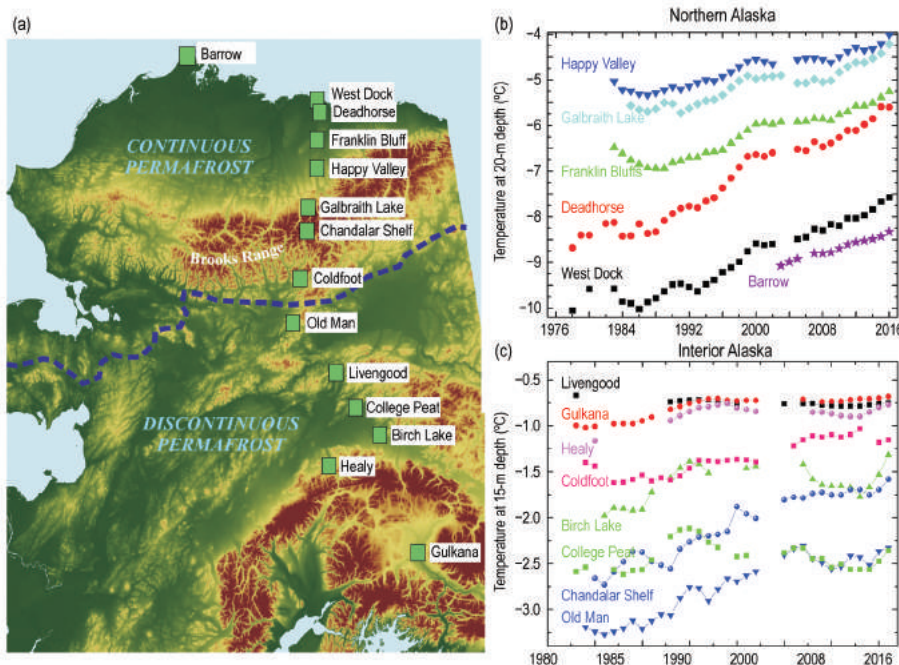 (a)
Barrow
West Dock
Deadhorse
CONTINUOUS
PERMAFROST
Franklin Bluff
Happy Valley
Galbraith Lake
Chandalar Shelf
Brooks Range
Coldfoot
Old Man
Livengood
College Peat
DISCONTINUOUS
PERMAFROST
Birch Lake
Healy
Gulkana
(b)
Northern Alaska
Temperature at 20-m depth (ºC)
−4
−5
−6
−7
−8
−9
−10
Happy Valley
Galbraith Lake
Franklin Bluffs
Deadhorse
West Dock
Barrow
1976
1984
1992
2000
2008
2016
(c)
Interior Alaska
Temperature at 15-m depth (ºC)
−0.5
−1.0
−1.5
−2.0
−2.5
−3.0
Livengood
Gulkana
Healy
Coldfoot
Birch Lake
College Peat
Chandalar Shelf
Old Man
1980
1985
1992
2000
2008
2016